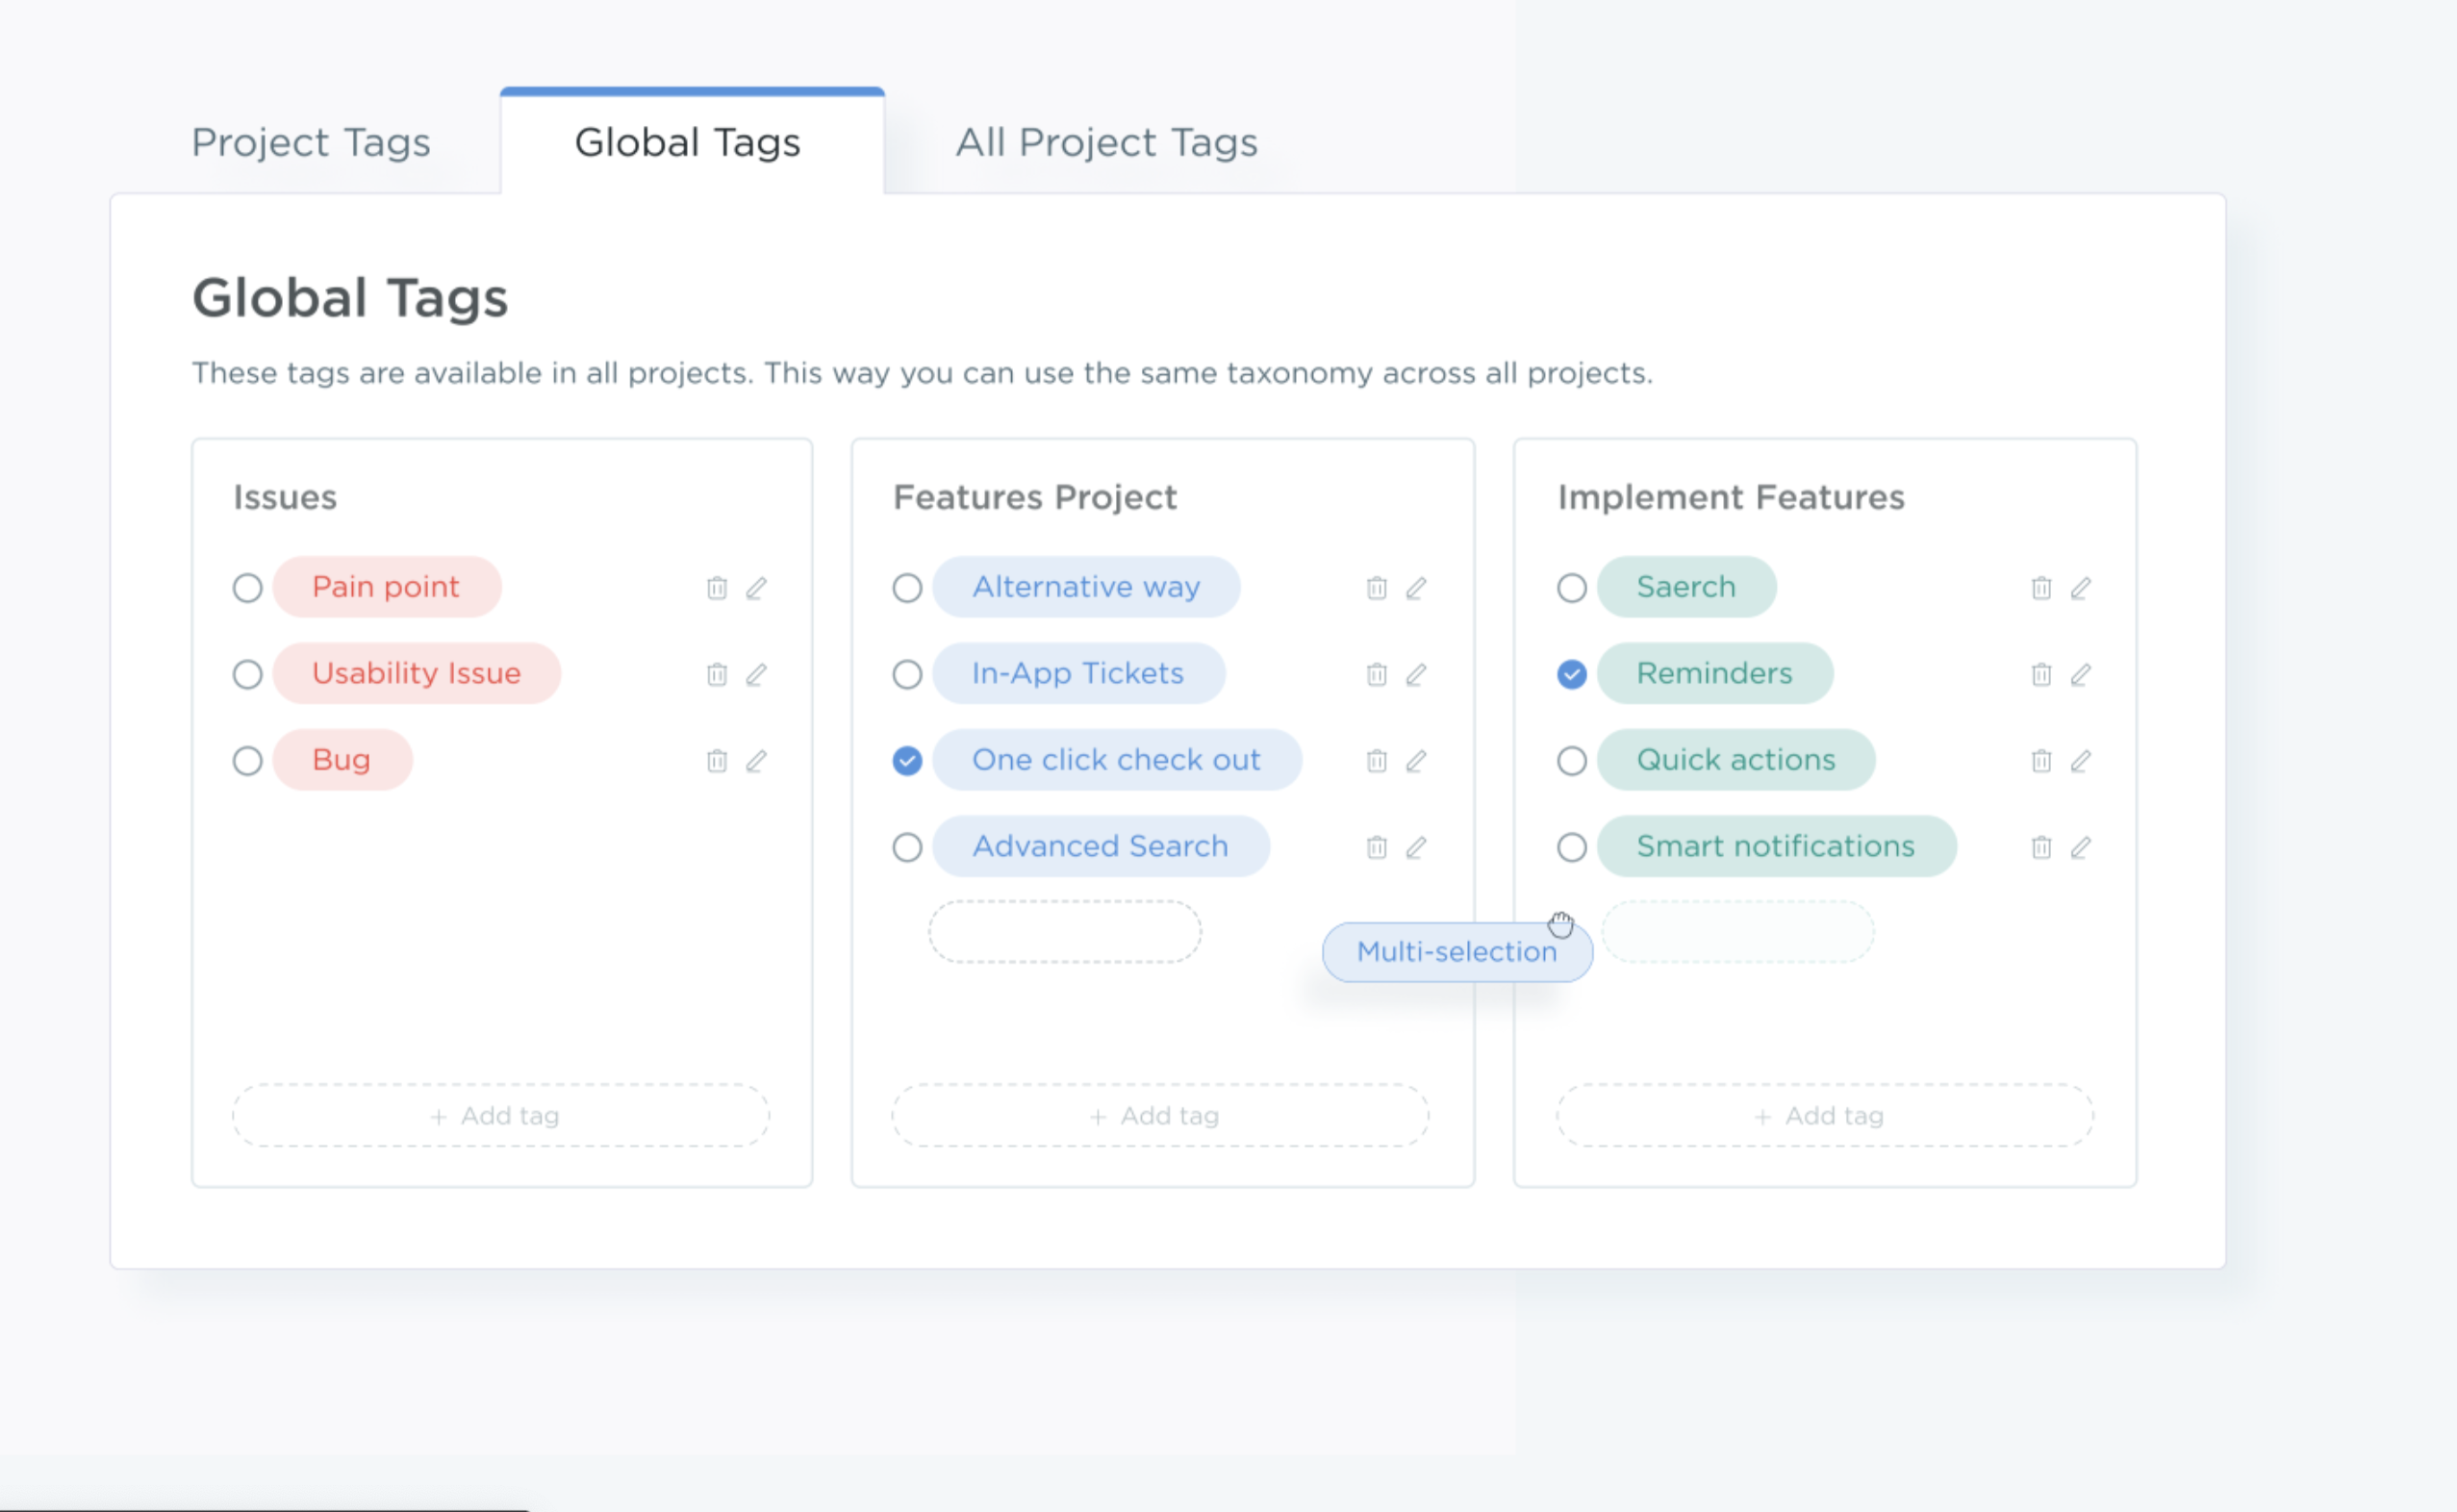 Project Tags
Global Tags
All Project Tags
Global Tags
These tags are available in all projects. This way you can use the same taxonomy across all projects.
Issues
Pain point
Usability Issue
Bug
+ Add tag
Features Project
Alternative way
In-App Tickets
One click check out
Advanced Search
Multi-selection
+ Add tag
Implement Features
Saerch
Reminders
Quick actions
Smart notifications
+ Add tag